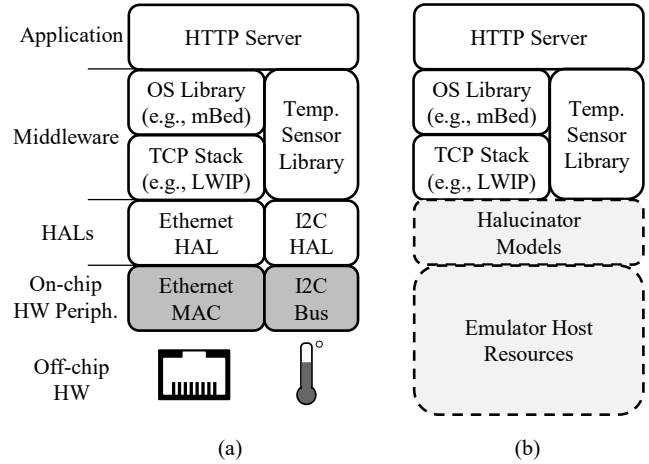 Application
HTTP Server
HTTP Server
Middleware
OS Library
(e.g., mBed)
TCP Stack
(e.g., LWIP)
Temp.
Sensor
Library
OS Library
(e.g., mBed)
TCP Stack
(e.g., LWIP)
Temp.
Sensor
Library
HALs
Ethernet
HAL
I2C
HAL
Halucinator
Models
On-chip
HW Periph.
Ethernet
MAC
I2C
Bus
Emulator Host
Resources
Off-chip
HW
(a)
(b)